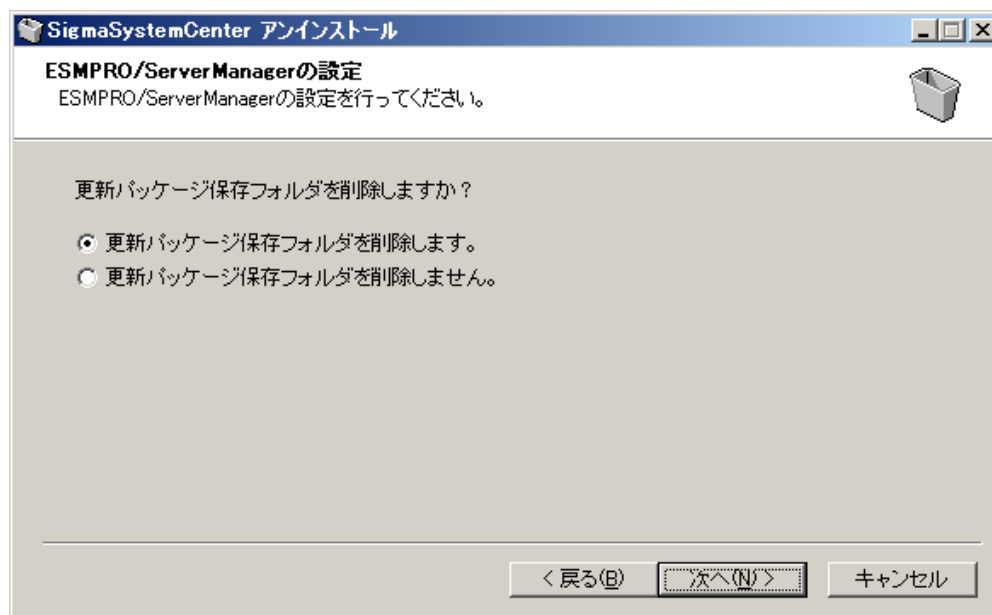 SigmaSystemCenter アンインストール
ESMPRO/ServerManagerの設定
ESMPRO/ServerManagerの設定を行ってください。
更新パッケージ保存フォルダを削除しますか？
更新パッケージ保存フォルダを削除します。
更新パッケージ保存フォルダを削除しません。
< 戻る(B)
次へ(N) >
キャンセル